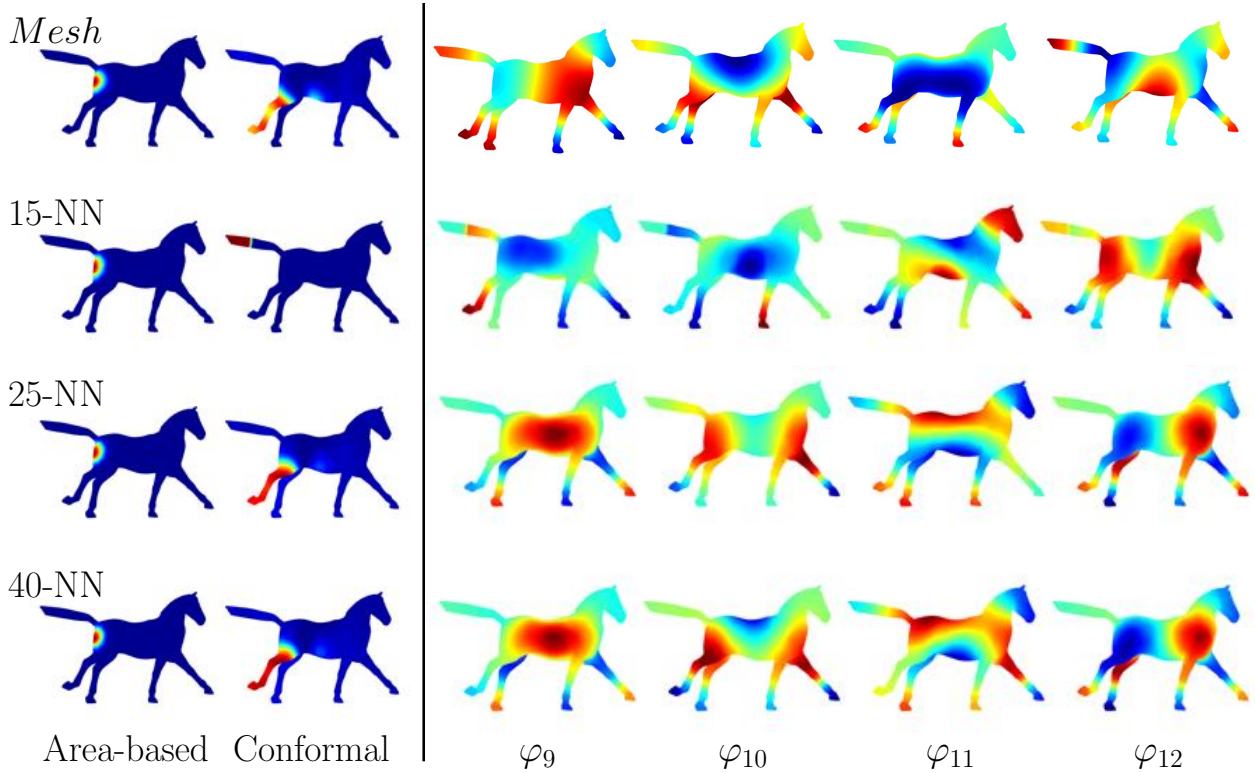 Mesh
15-NN
25-NN
40-NN
Area-based Conformal φ₉ φ₁₀ φ₁₁ φ₁₂